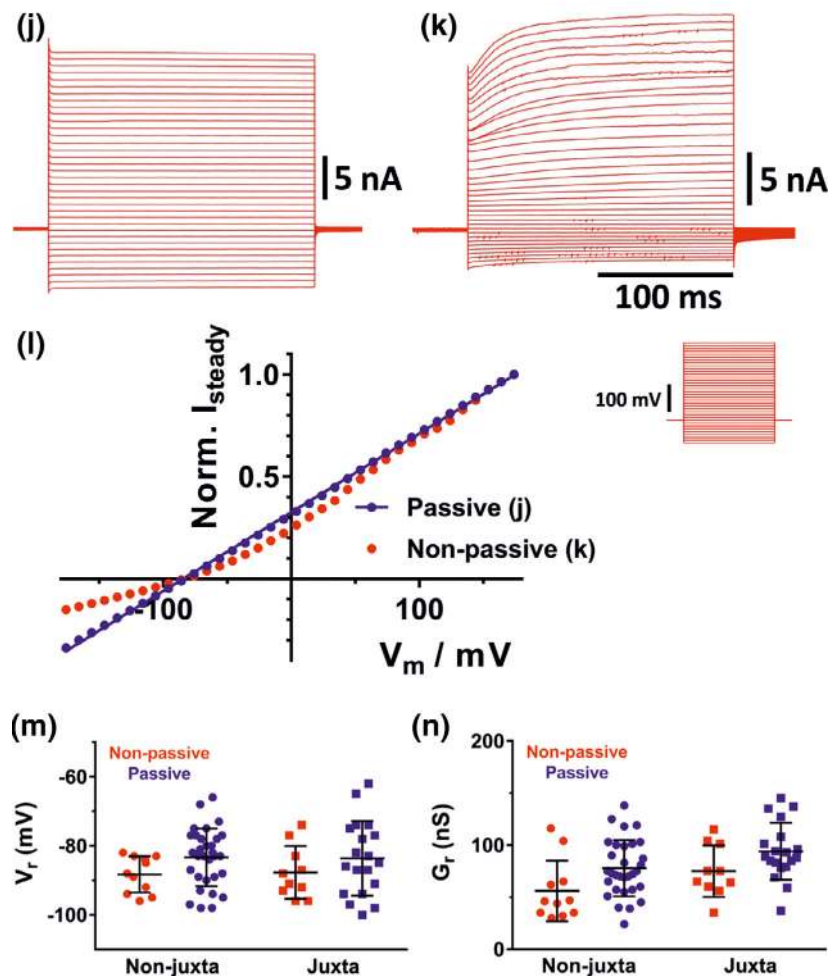 (j)
(k)
5 nA
5 nA
100 ms
(l)
Norm. I steady
1.0
0.5
-100
100
V m / mV
Passive (j)
Non-passive (k)
100 mV
(m)
Non-passive
Passive
V r (mV)
-60
-80
-100
Non-juxta
Juxta
(n)
Non-passive
Passive
G r (nS)
200
100
0
Non-juxta
Juxta